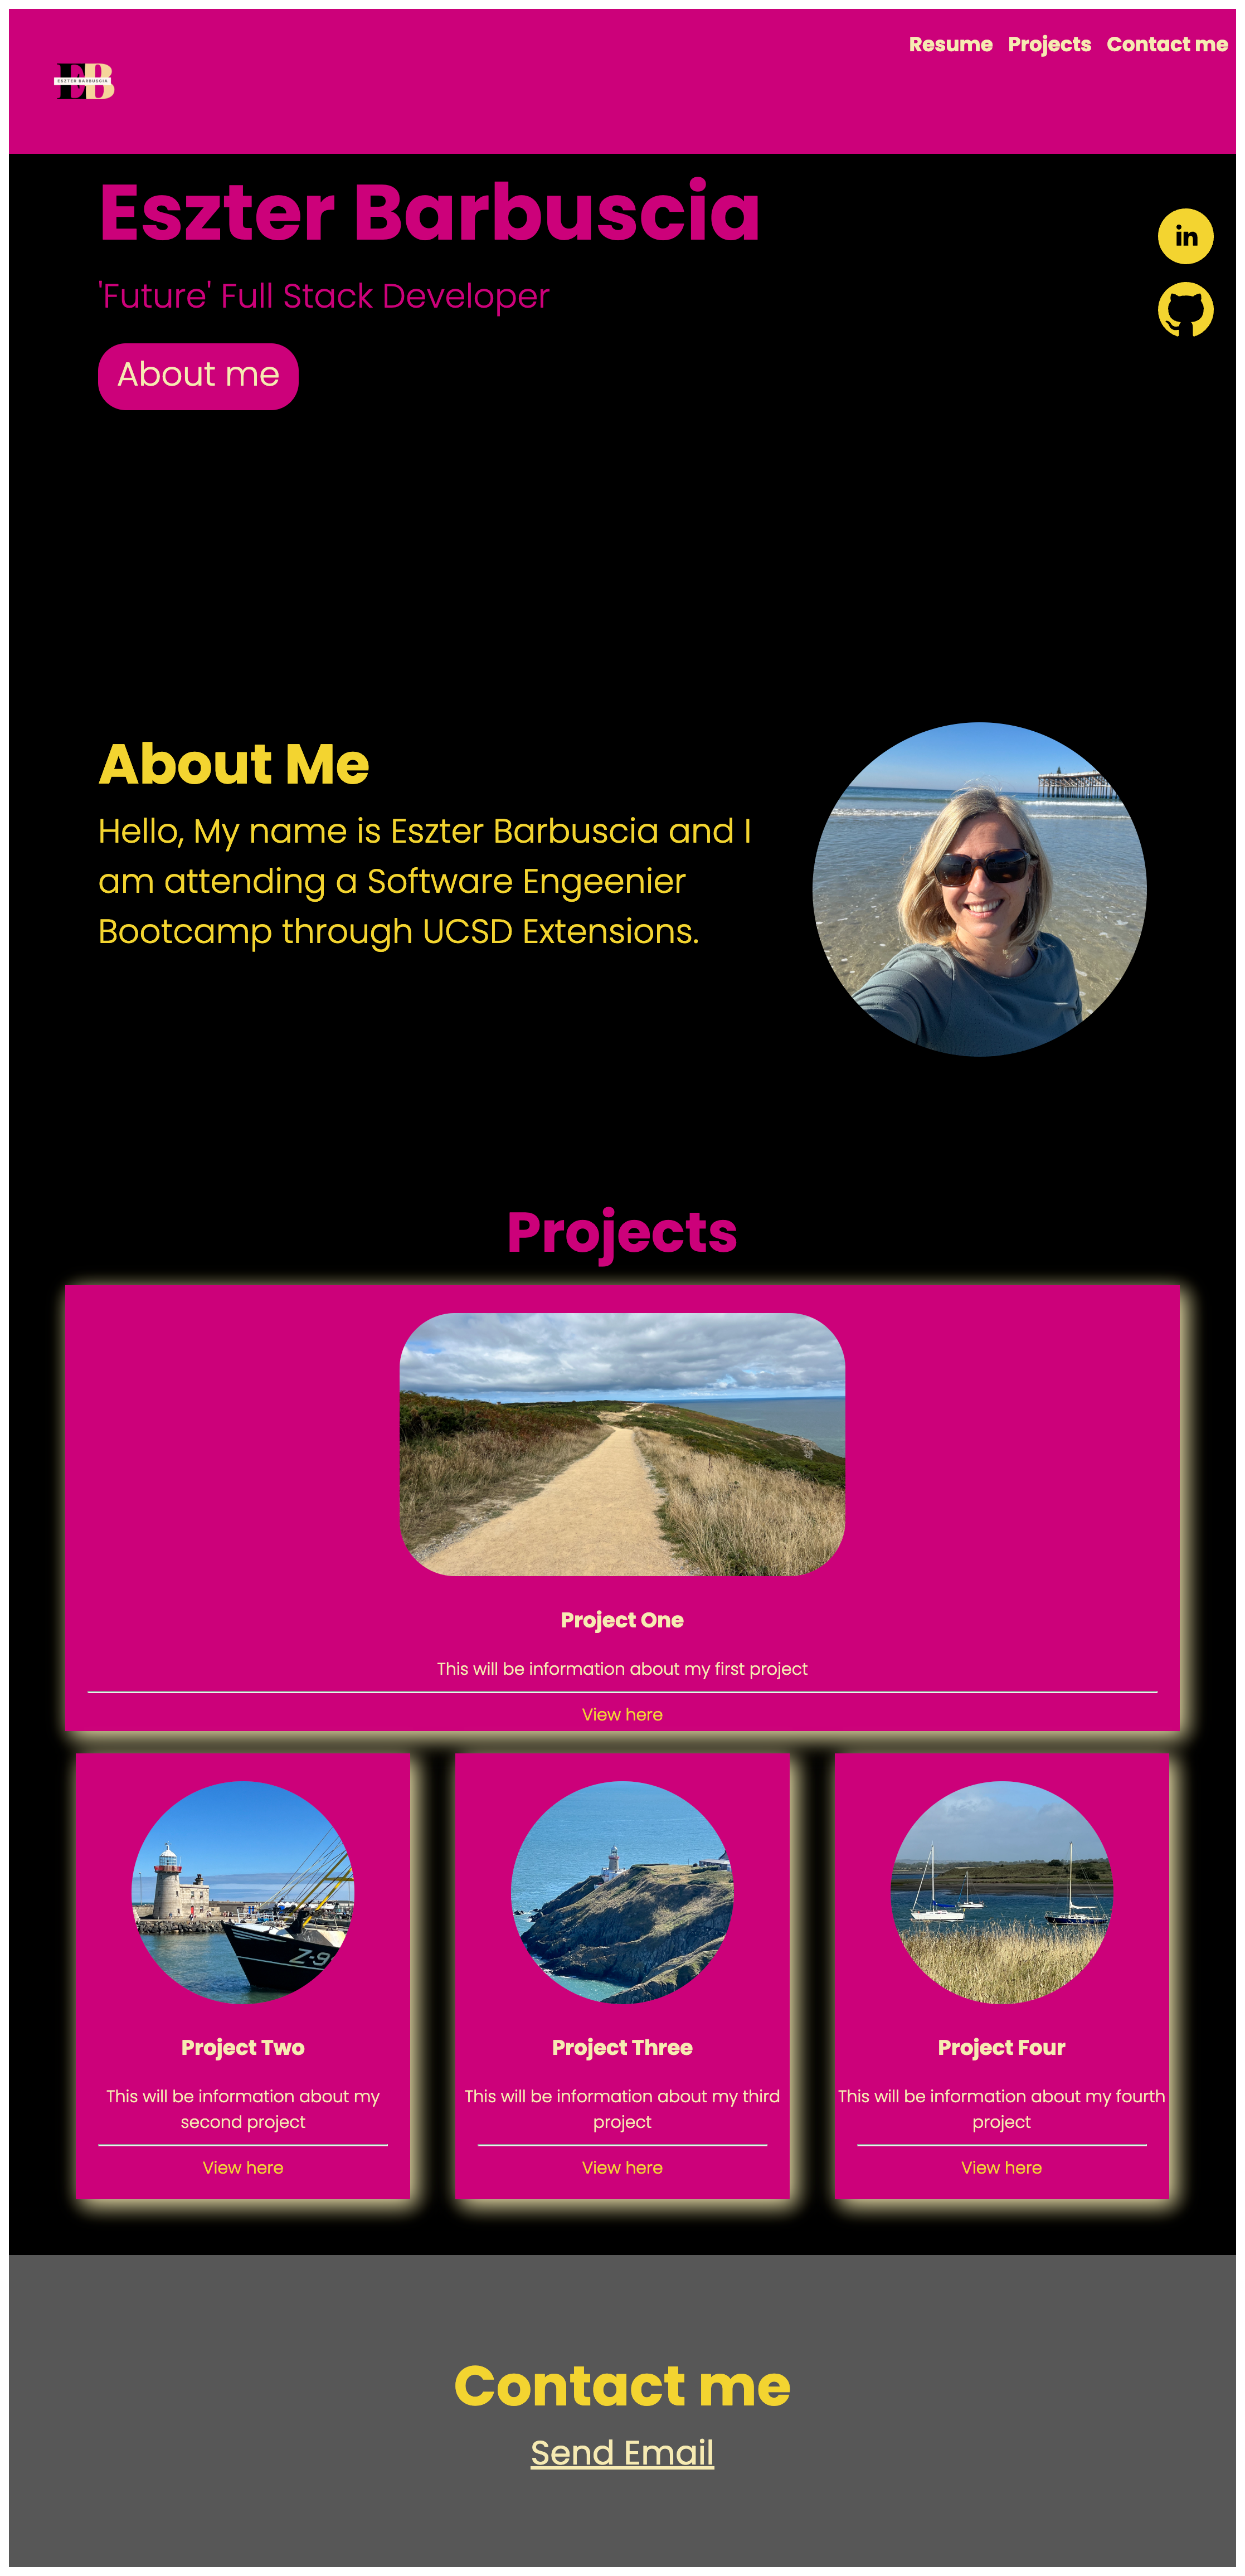 Resume Projects Contact me
EB
ESZTER BARBUSCIA
Eszter Barbuscia
in
'Future' Full Stack Developer
About me
About Me
Hello, My name is Eszter Barbuscia and I
am attending a Software Engeenier
Bootcamp through UCSD Extensions.
Projects
Project One
This will be information about my first project
View here
Z-9
Project Two
This will be information about my
second project
View here
Project Three
This will be information about my third
project
View here
Project Four
This will be information about my fourth
project
View here
Contact me
Send Email